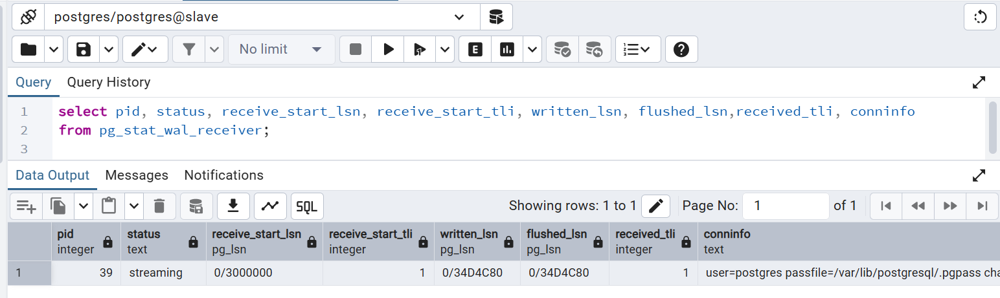 postgres/postgres@slave
No limit E
Query Query History
1 select pid, status, receive_start_lsn, receive_start_tli, written_lsn, flushed_lsn,received_tli, conninfo
2 from pg_stat_wal_receiver;
3
Data Output Messages Notifications
SQL Showing rows: 1 to 1 Page No: 1 of 1
pid status receive_start_lsn receive_start_tli written_lsn flushed_lsn received_tli conninfo
integer text pg_lsn integer pg_lsn pg_lsn integer text
1 39 streaming 0/3000000 1 0/34D4C80 0/34D4C80 1 user=postgres passfile=/var/lib/postgresql/.pgpass cha